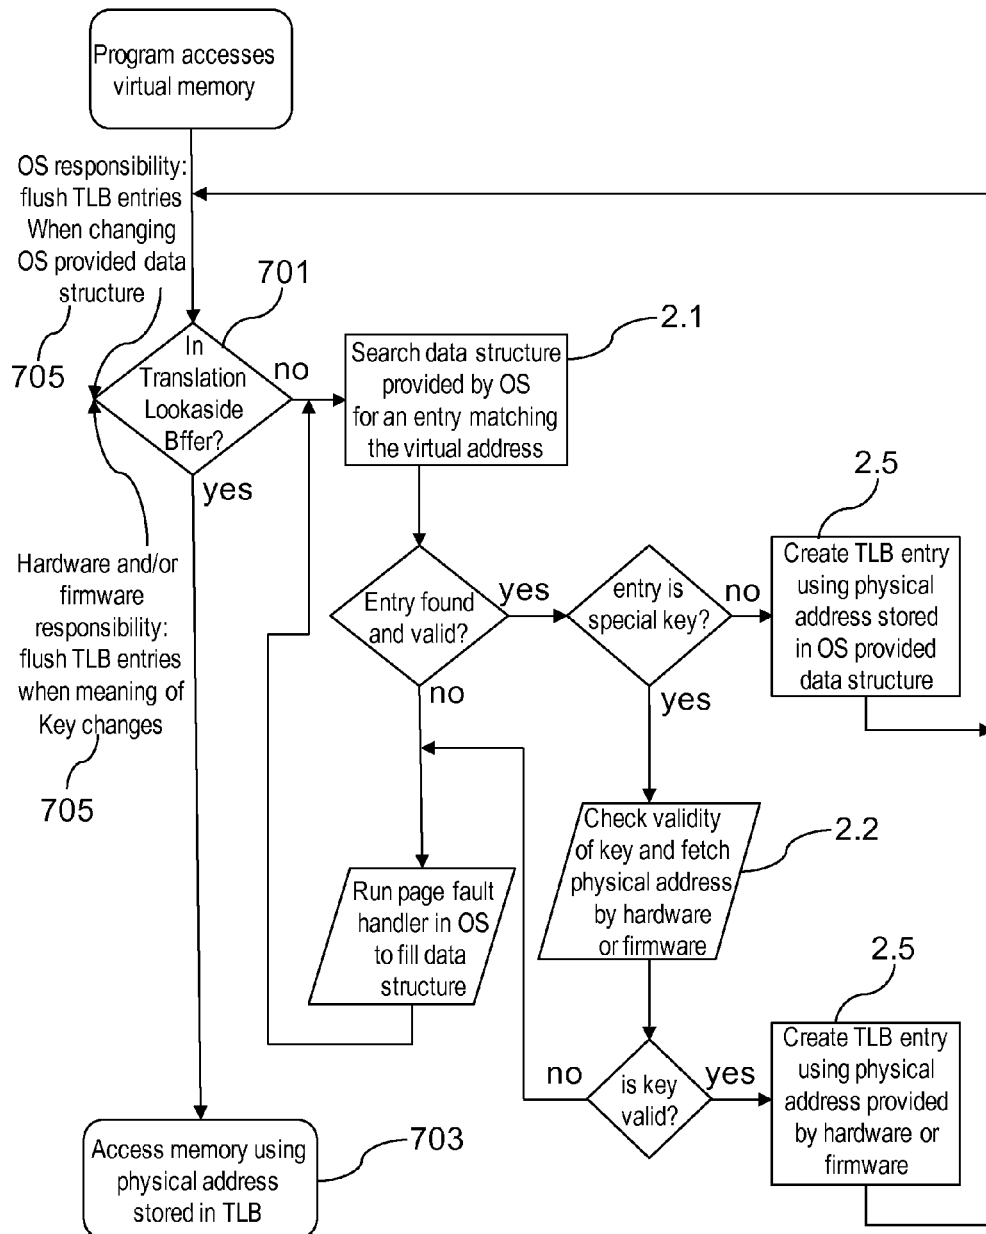 Program accesses
virtual memory
OS responsibility:
flush TLB entries
When changing
OS provided data
structure
705
701
In
Translation
Lookaside
Bffer?
no
yes
2.1
Search data structure
provided by OS
for an entry matching
the virtual address
Hardware and/or
firmware
responsibility:
flush TLB entries
when meaning of
Key changes
705
Entry found
and valid?
yes
no
entry is
special key?
no
yes
2.5
Create TLB entry
using physical
address stored
in OS provided
data structure
Run page fault
handler in OS
to fill data
structure
Check validity
of key and fetch
physical address
by hardware
or firmware
2.2
is key
valid?
no
yes
2.5
Create TLB entry
using physical
address provided
by hardware or
firmware
Access memory using
physical address
stored in TLB
703